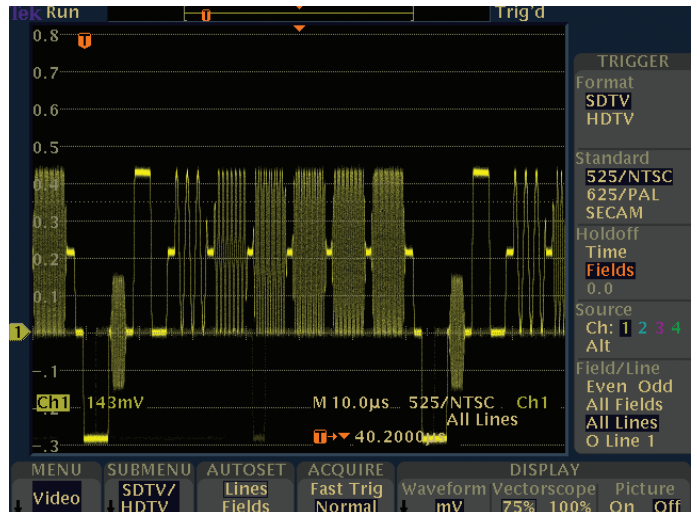 Tek Run Trig'd
0.8
T
0.7
0.6
0.5
0.4
0.3
0.2
0.1
1
-.1
Ch1 143mV M 10.0µs 525/NTSC Ch1
All Lines
T→▼ 40.2000µs
-.3
TRIGGER
Format
SDTV
HDTV
Standard
525/NTSC
625/PAL
SECAM
Holdoff
Time
Fields
0.0
Source
Ch: 1 2 3 4
Alt
Field/Line
Even Odd
All Fields
All Lines
O Line 1
MENU SUBMENU AUTOSET ACQUIRE DISPLAY
Video SDTV/ HDTV Lines Fields Fast Trig Normal Waveform mV Vectorscope 75% 100% Picture On Off